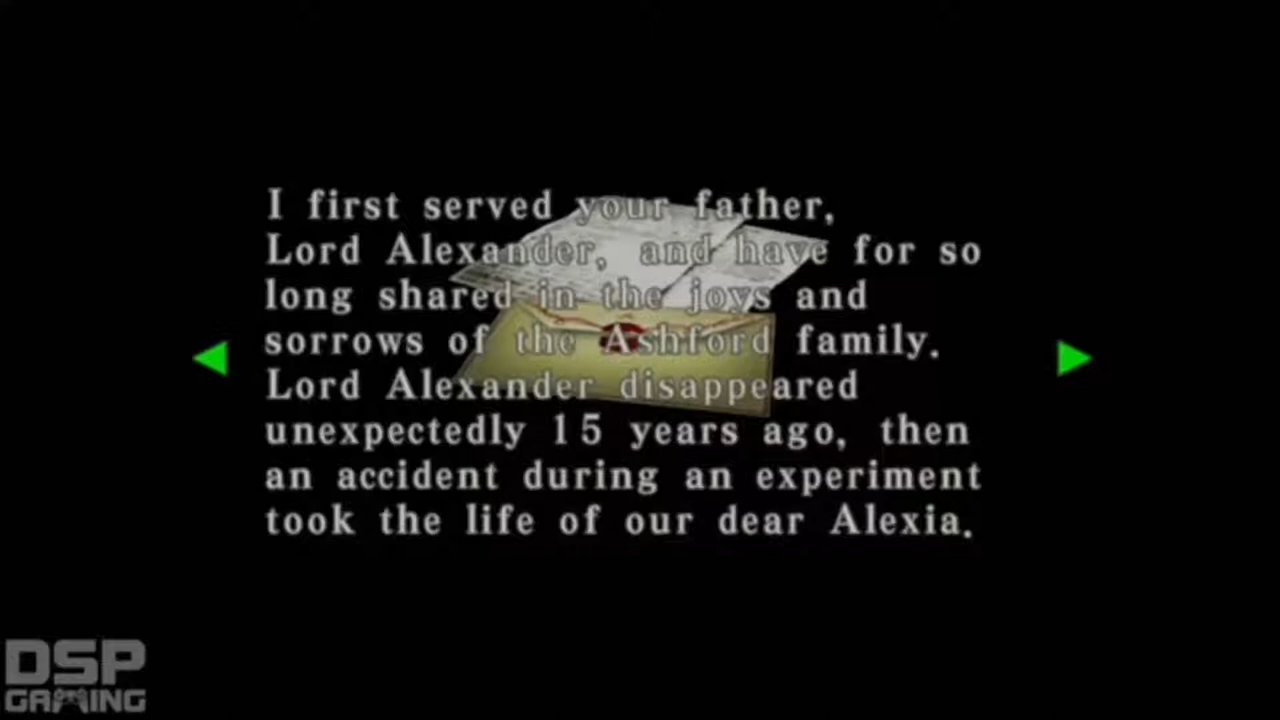 I first served your father,
Lord Alexander, and have for so
long shared in the joys and
sorrows of the Ashford family.
Lord Alexander disappeared
unexpectedly 15 years ago, then
an accident during an experiment
took the life of our dear Alexia.
DSP
GAMING